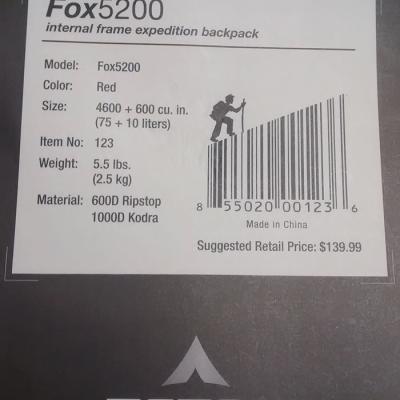 Fox5200
internal frame expedition backpack
Model: Fox5200
Color: Red
Size: 4600 + 600 cu. in.
(75 + 10 liters)
Item No: 123
Weight: 5.5 lbs.
(2.5 kg)
Material: 600D Ripstop
1000D Kodra
8 55020 00123 6
Made in China
Suggested Retail Price: $139.99